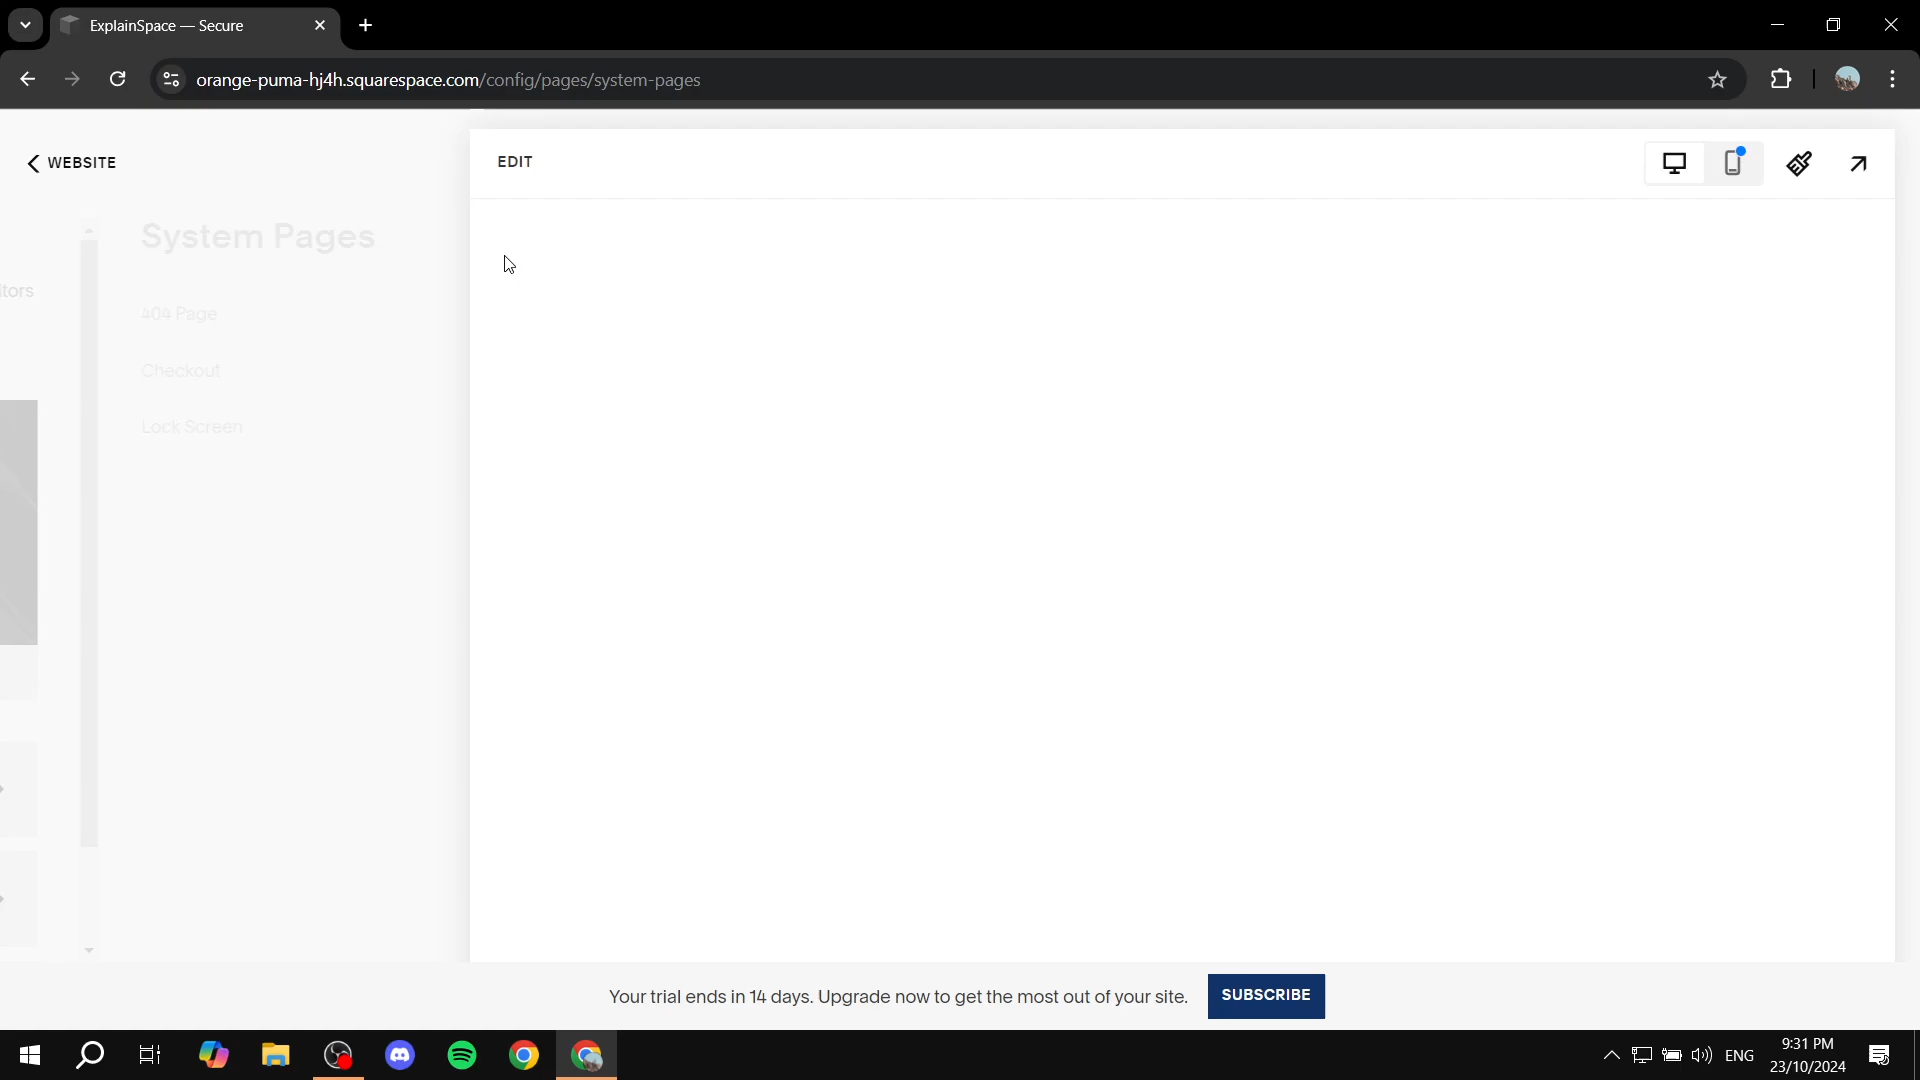 ExplainSpace — Secure
orange-puma-hj4h.squarespace.com/config/pages/system-pages
WEBSITE
EDIT
System Pages
itors
404 Page
Checkout
Lock Screen
Your trial ends in 14 days. Upgrade now to get the most out of your site.
SUBSCRIBE
ENG
9:31 PM
23/10/2024